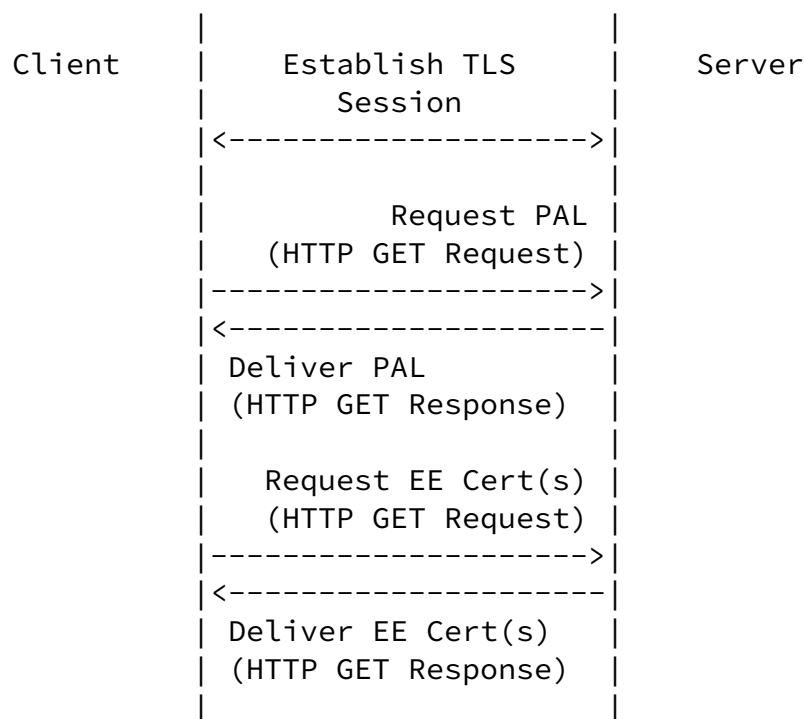 Client Establish TLS Server
Session
Request PAL
(HTTP GET Request)
Deliver PAL
(HTTP GET Response)
Request EE Cert(s)
(HTTP GET Request)
Deliver EE Cert(s)
(HTTP GET Response)